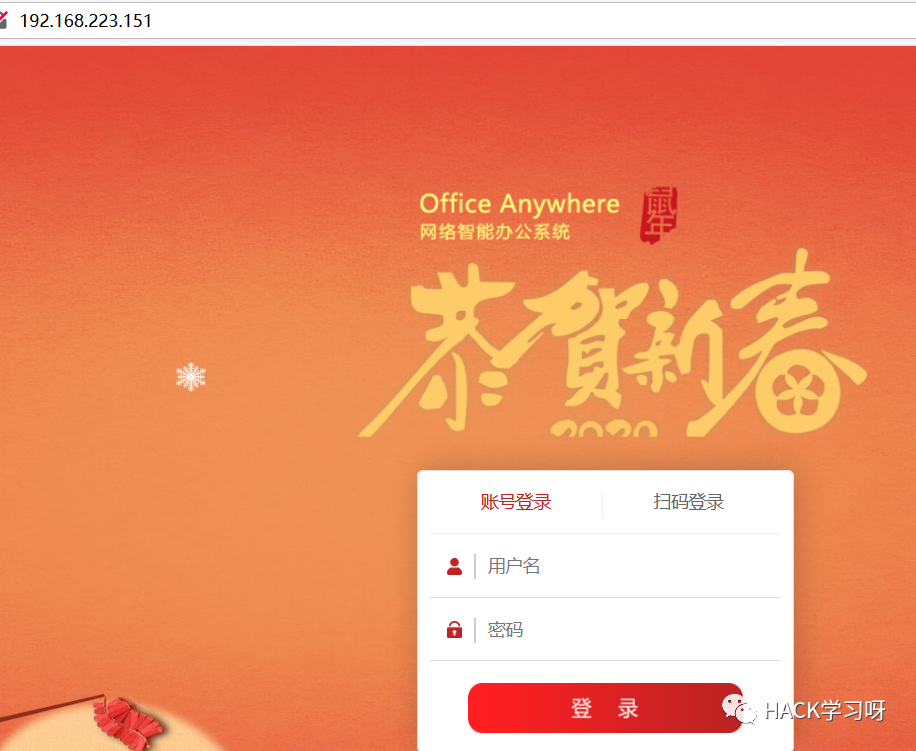 192.168.223.151
Office Anywhere
网络智能办公系统
鼠年
恭賀新春
2020
账号登录
扫码登录
用户名
密码
登 录
HACK学习呀